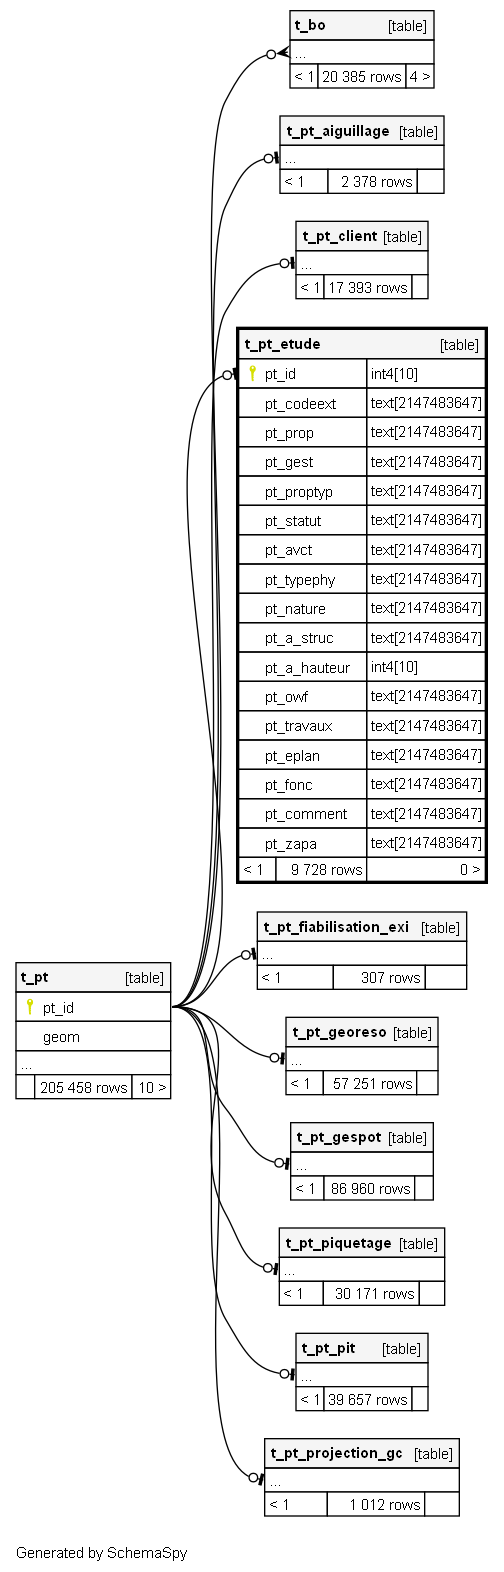 t_bo [table]
...
< 1 20 385 rows 4 >
t_pt_aiguillage [table]
...
< 1 2 378 rows
t_pt_client [table]
...
< 1 17 393 rows
t_pt_etude [table]
pt_id int4[10]
pt_codeext text[2147483647]
pt_prop text[2147483647]
pt_gest text[2147483647]
pt_proptyp text[2147483647]
pt_statut text[2147483647]
pt_avct text[2147483647]
pt_typephy text[2147483647]
pt_nature text[2147483647]
pt_a_struc text[2147483647]
pt_a_hauteur int4[10]
pt_owf text[2147483647]
pt_travaux text[2147483647]
pt_eplan text[2147483647]
pt_fonc text[2147483647]
pt_comment text[2147483647]
pt_zapa text[2147483647]
< 1 9 728 rows 0 >
t_pt_fiabilisation_exi [table]
...
< 1 307 rows
t_pt [table]
pt_id
geom
...
205 458 rows 10 >
t_pt_georeso [table]
...
< 1 57 251 rows
t_pt_gespot [table]
...
< 1 86 960 rows
t_pt_piquetage [table]
...
< 1 30 171 rows
t_pt_pit [table]
...
< 1 39 657 rows
t_pt_projection_gc [table]
...
< 1 1 012 rows
Generated by SchemaSpy